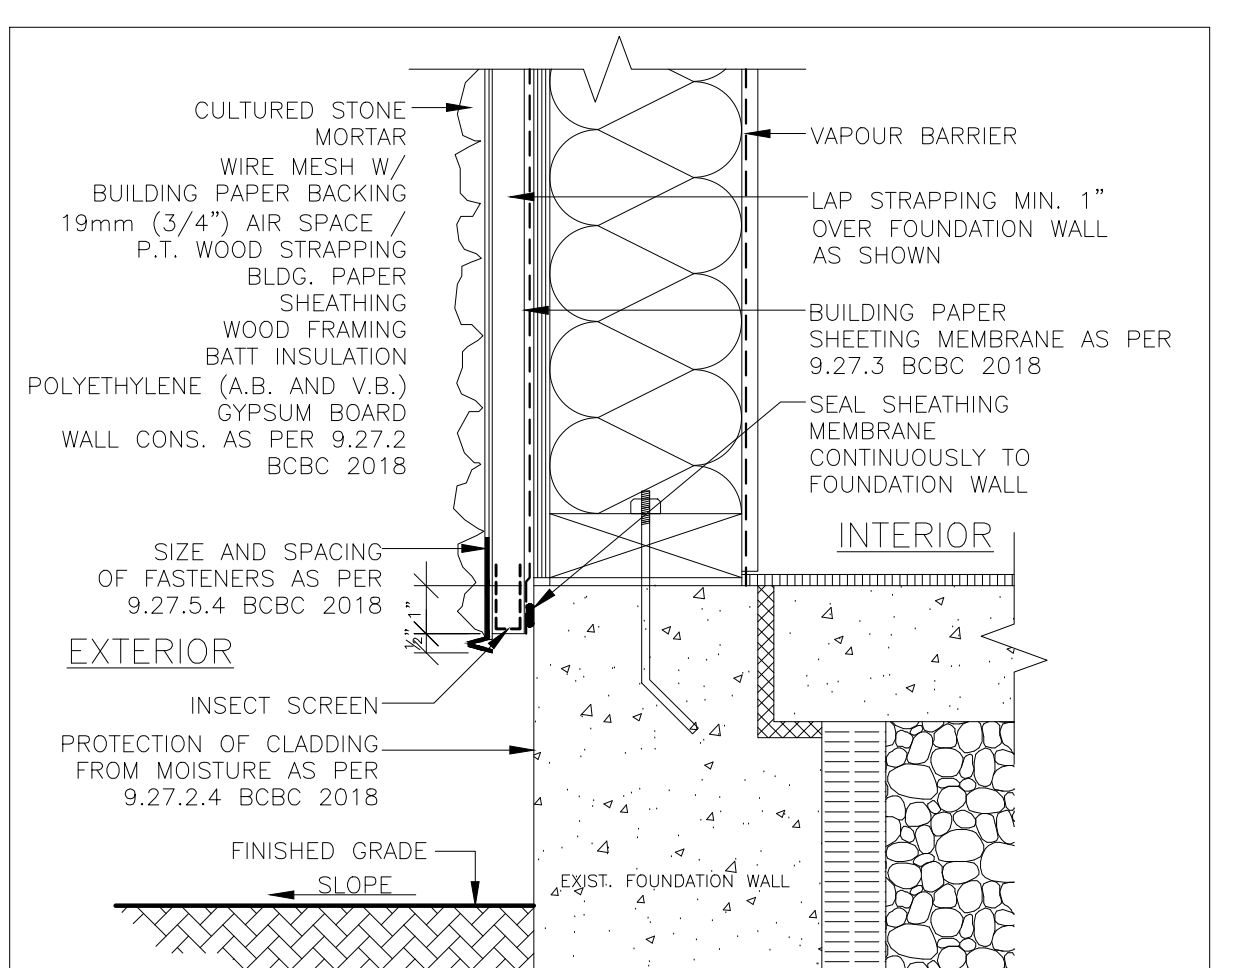 CULTURED STONE
MORTAR
WIRE MESH W/
BUILDING PAPER BACKING
19mm (3/4") AIR SPACE /
P.T. WOOD STRAPPING
BLDG. PAPER
SHEATHING
WOOD FRAMING
BATT INSULATION
POLYETHYLENE (A.B. AND V.B.)
GYPSUM BOARD
WALL CONS. AS PER 9.27.2
BCBC 2018
VAPOUR BARRIER
LAP STRAPPING MIN. 1"
OVER FOUNDATION WALL
AS SHOWN
BUILDING PAPER
SHEETING MEMBRANE AS PER
9.27.3 BCBC 2018
SEAL SHEATHING
MEMBRANE
CONTINUOUSLY TO
FOUNDATION WALL
INTERIOR
SIZE AND SPACING
OF FASTENERS AS PER
9.27.5.4 BCBC 2018
1"
½"
EXTERIOR
INSECT SCREEN
PROTECTION OF CLADDING
FROM MOISTURE AS PER
9.27.2.4 BCBC 2018
FINISHED GRADE
SLOPE
EXIST. FOUNDATION WALL